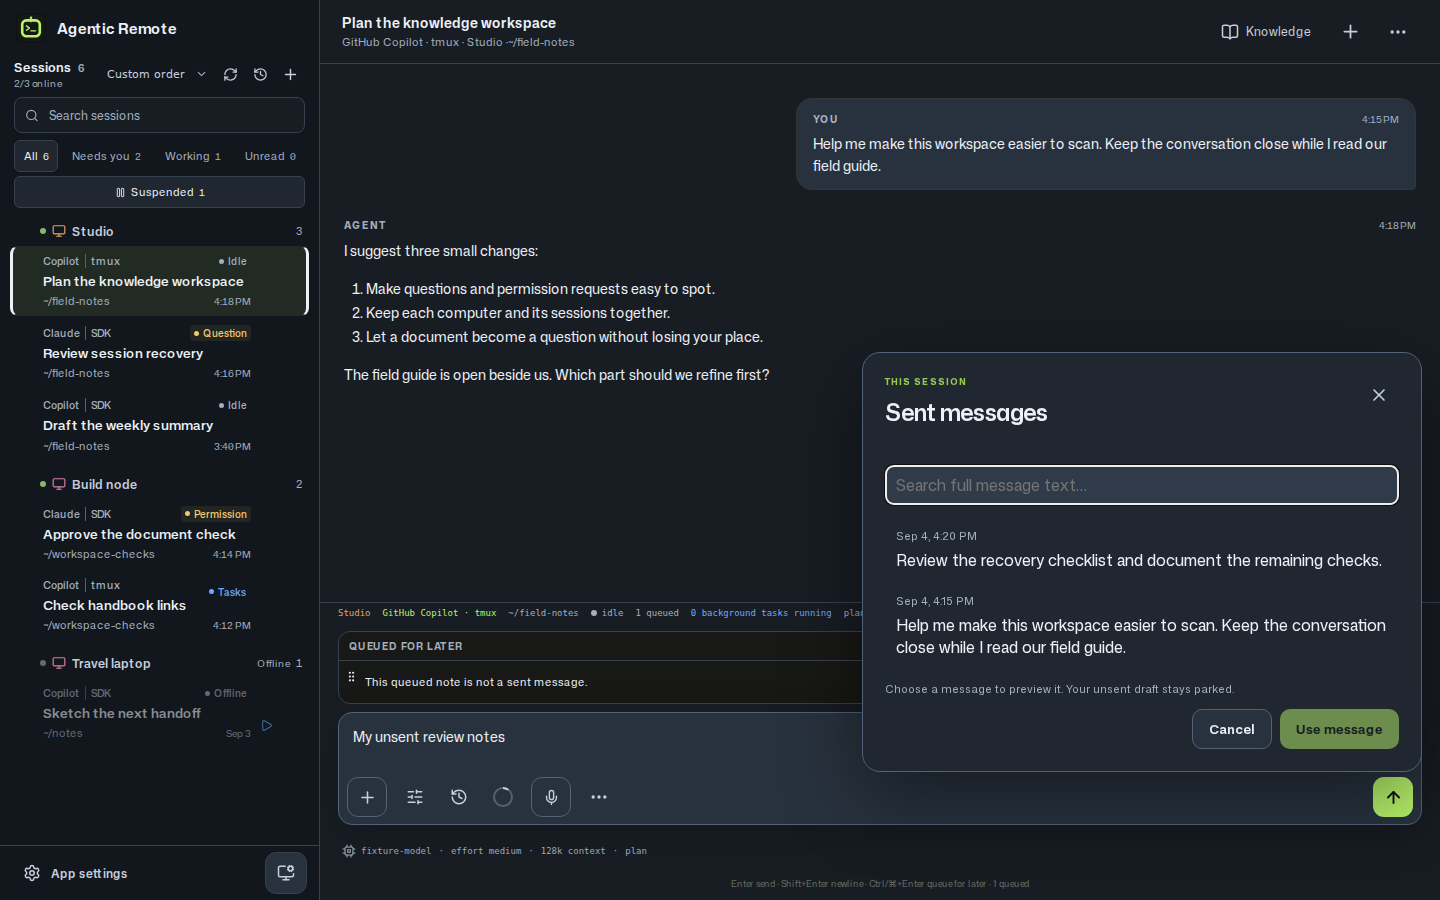 Agentic Remote
Sessions 6
2/3 online
Custom order
Search sessions
All 6
Needs you 2
Working 1
Unread 0
Suspended 1
Studio 3
Copilot | tmux Idle
Plan the knowledge workspace
~/field-notes 4:18 PM
Claude | SDK Question
Review session recovery
~/field-notes 4:16 PM
Copilot | SDK Idle
Draft the weekly summary
~/field-notes 3:40 PM
Build node 2
Claude | SDK Permission
Approve the document check
~/workspace-checks 4:14 PM
Copilot | tmux Tasks
Check handbook links
~/workspace-checks 4:12 PM
Travel laptop Offline 1
Copilot | SDK Offline
Sketch the next handoff
~/notes Sep 3
App settings
Plan the knowledge workspace
GitHub Copilot · tmux · Studio · ~/field-notes
Knowledge
YOU 4:15 PM
Help me make this workspace easier to scan. Keep the conversation close while I read our
field guide.
AGENT 4:18 PM
I suggest three small changes:
1. Make questions and permission requests easy to spot.
2. Keep each computer and its sessions together.
3. Let a document become a question without losing your place.
The field guide is open beside us. Which part should we refine first?
Studio GitHub Copilot · tmux ~/field-notes idle 1 queued 0 background tasks running plan
QUEUED FOR LATER
This queued note is not a sent message.
My unsent review notes
fixture-model · effort medium · 128k context · plan
Enter send · Shift+Enter newline · Ctrl/⌘+Enter queue for later · 1 queued
THIS SESSION
Sent messages
Search full message text...
Sep 4, 4:20 PM
Review the recovery checklist and document the remaining checks.
Sep 4, 4:15 PM
Help me make this workspace easier to scan. Keep the conversation
close while I read our field guide.
Choose a message to preview it. Your unsent draft stays parked.
Cancel
Use message